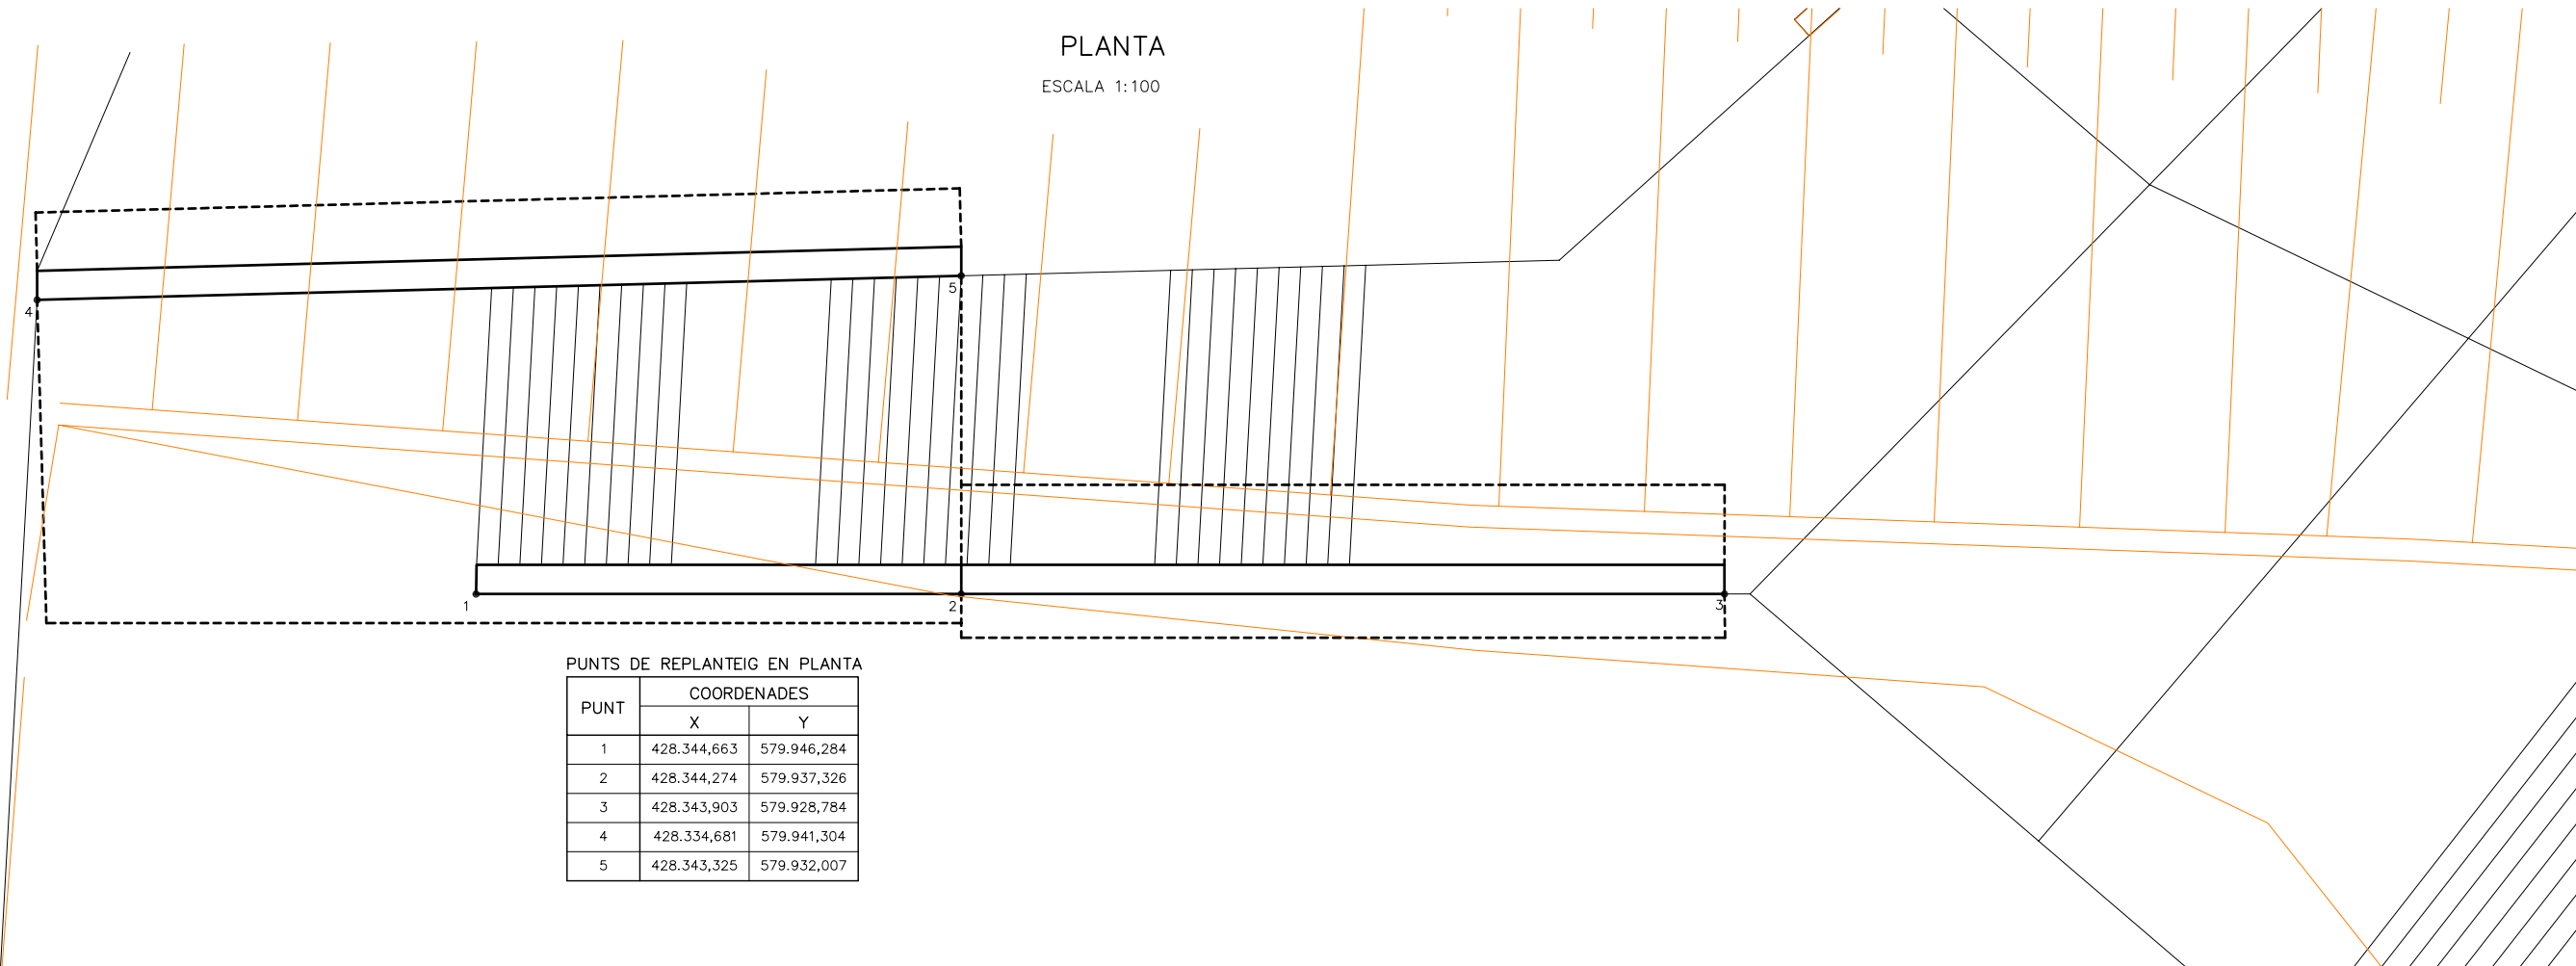 PLANTA
ESCALA 1:100
5
4
1
2
3
PUNTS DE REPLANTEIG EN PLANTA
PUNT COORDENADES
X Y
1 428.344,663 579.946,284
2 428.344,274 579.937,326
3 428.343,903 579.928,784
4 428.334,681 579.941,304
5 428.343,325 579.932,007